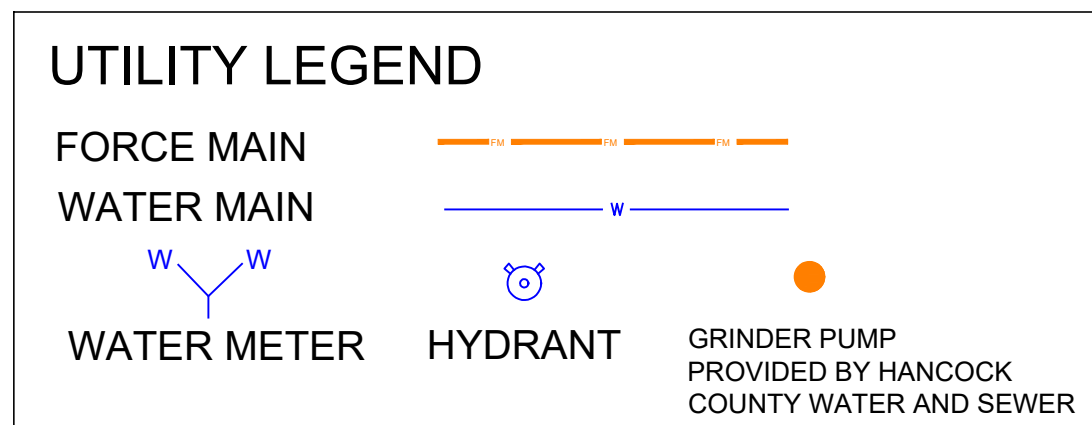 UTILITY LEGEND
FORCE MAIN
FM FM FM
WATER MAIN
W
W W
WATER METER
HYDRANT
GRINDER PUMP
PROVIDED BY HANCOCK
COUNTY WATER AND SEWER